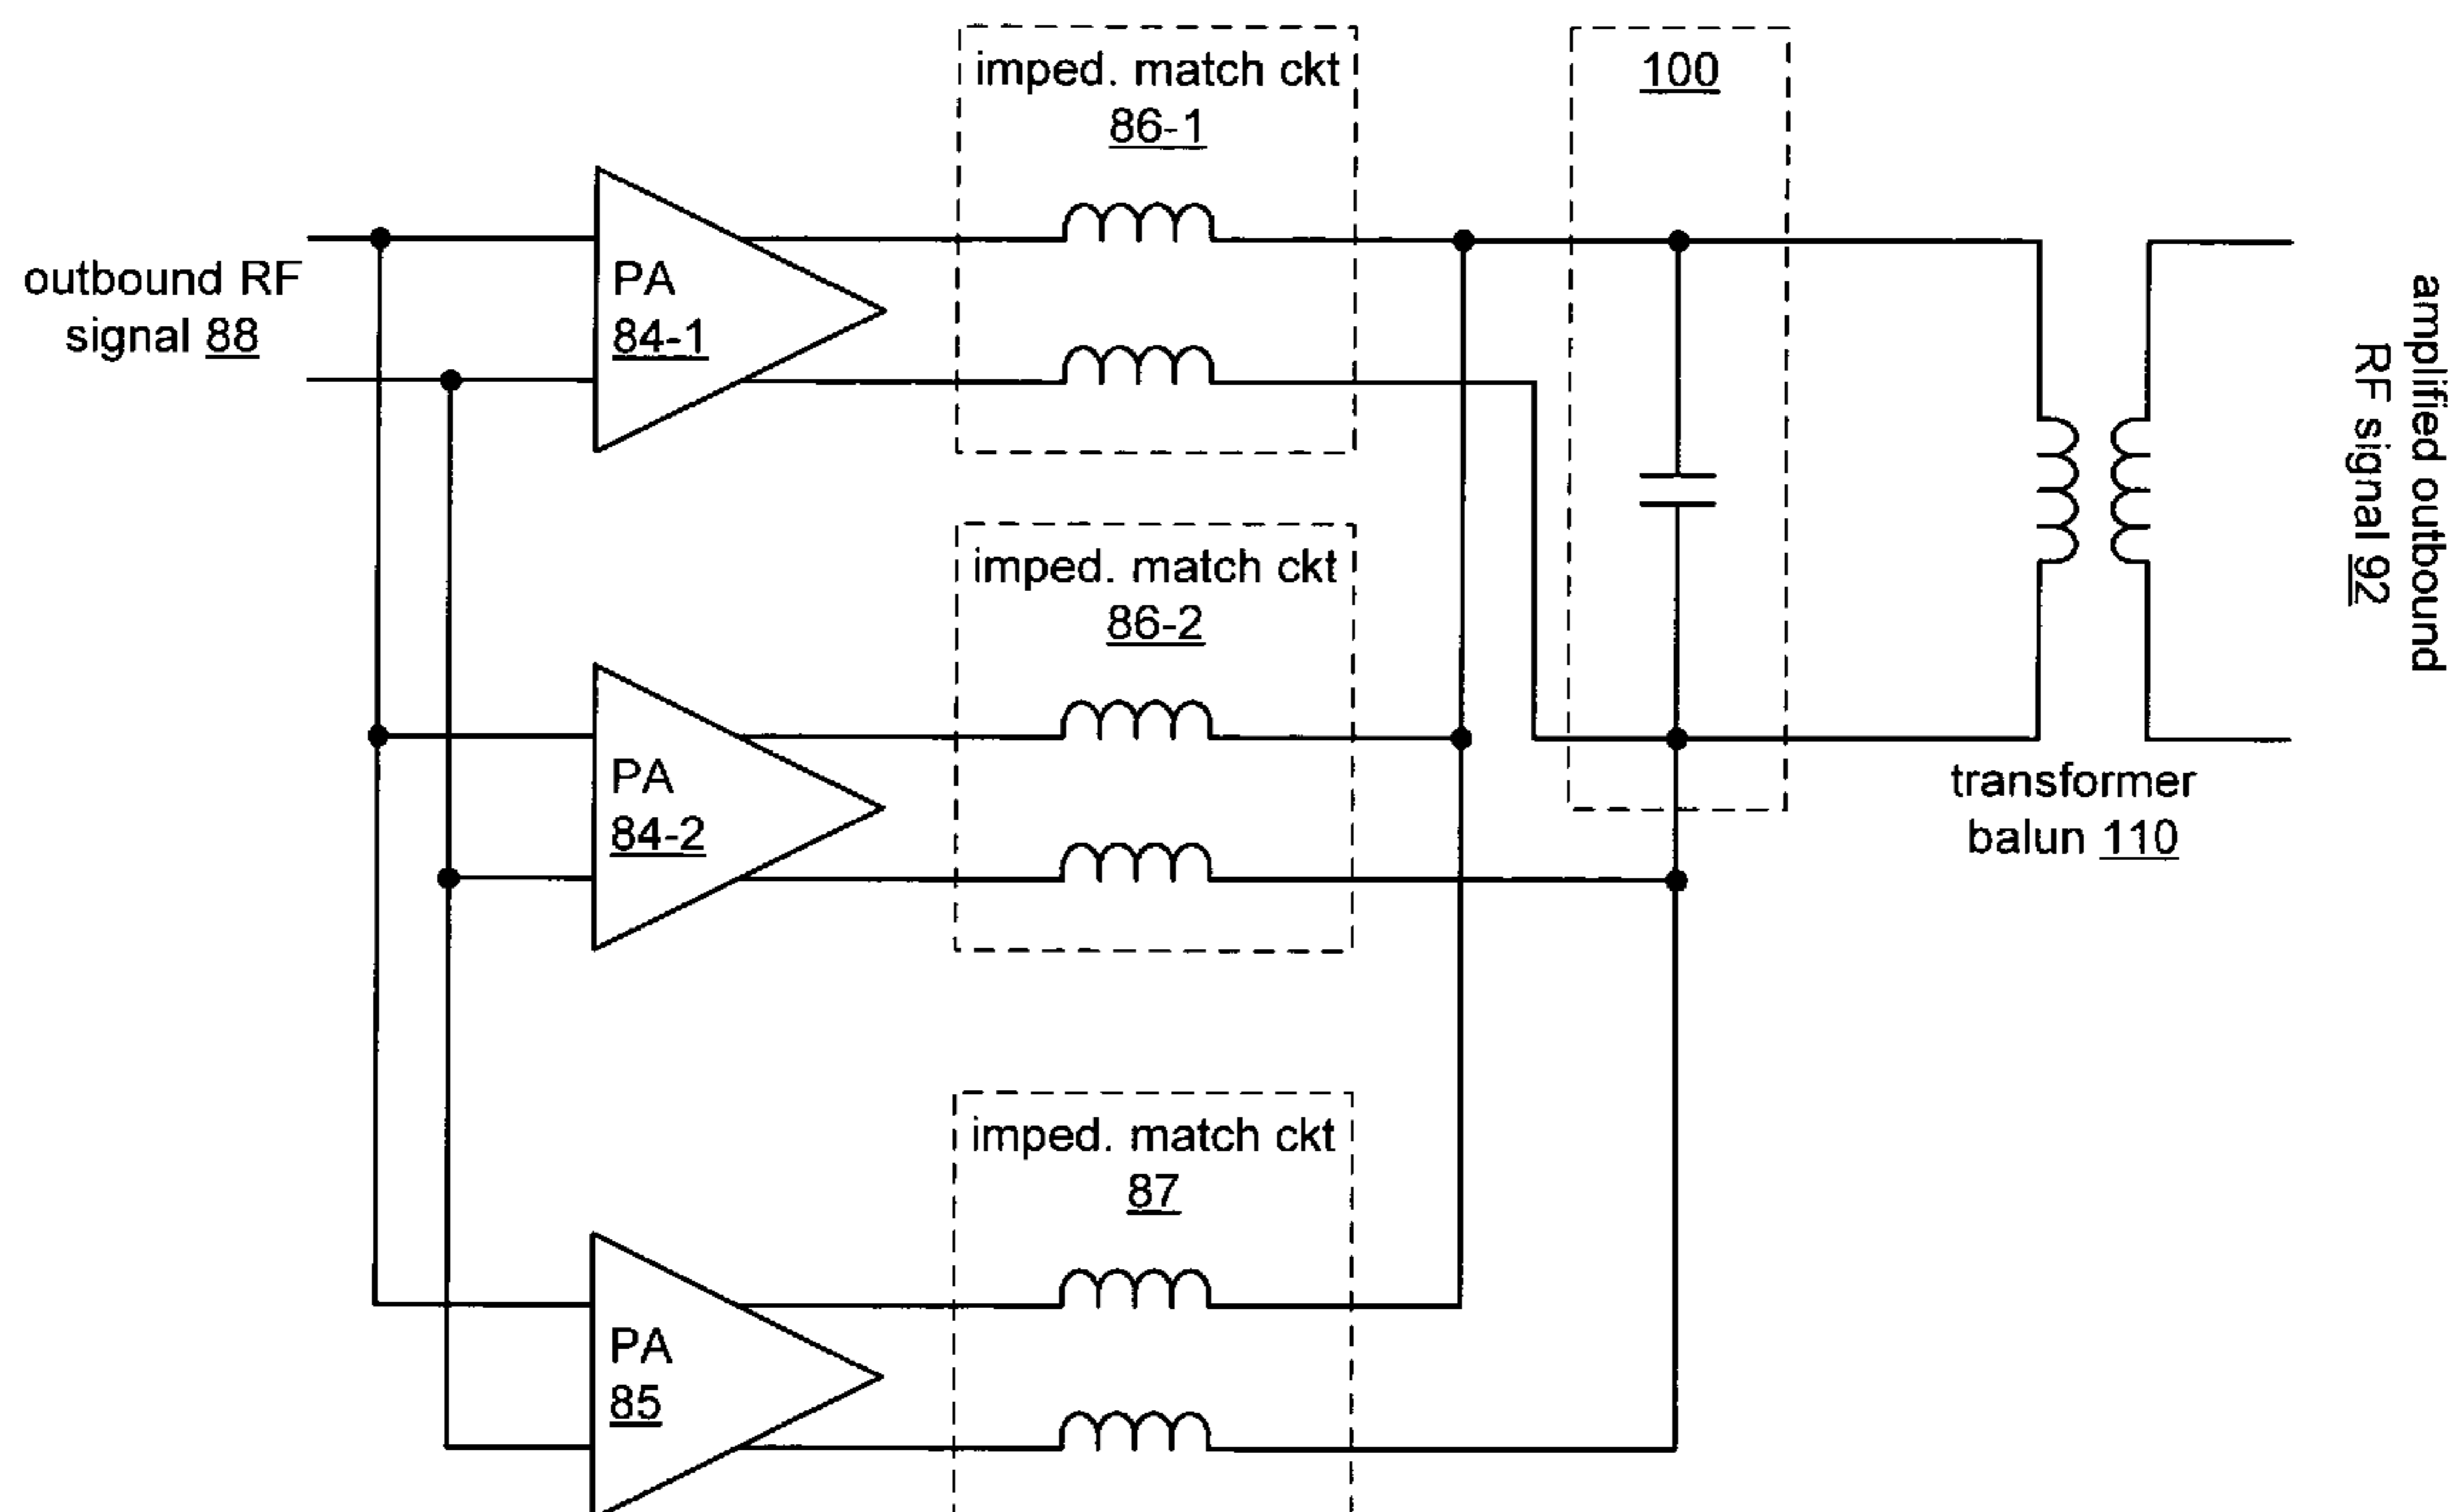 imped. match ckt
86-1
100
outbound RF
signal 88
PA
84-1
amplified outbound
RF signal 92
imped. match ckt
86-2
PA
84-2
transformer
balun 110
imped. match ckt
87
PA
85